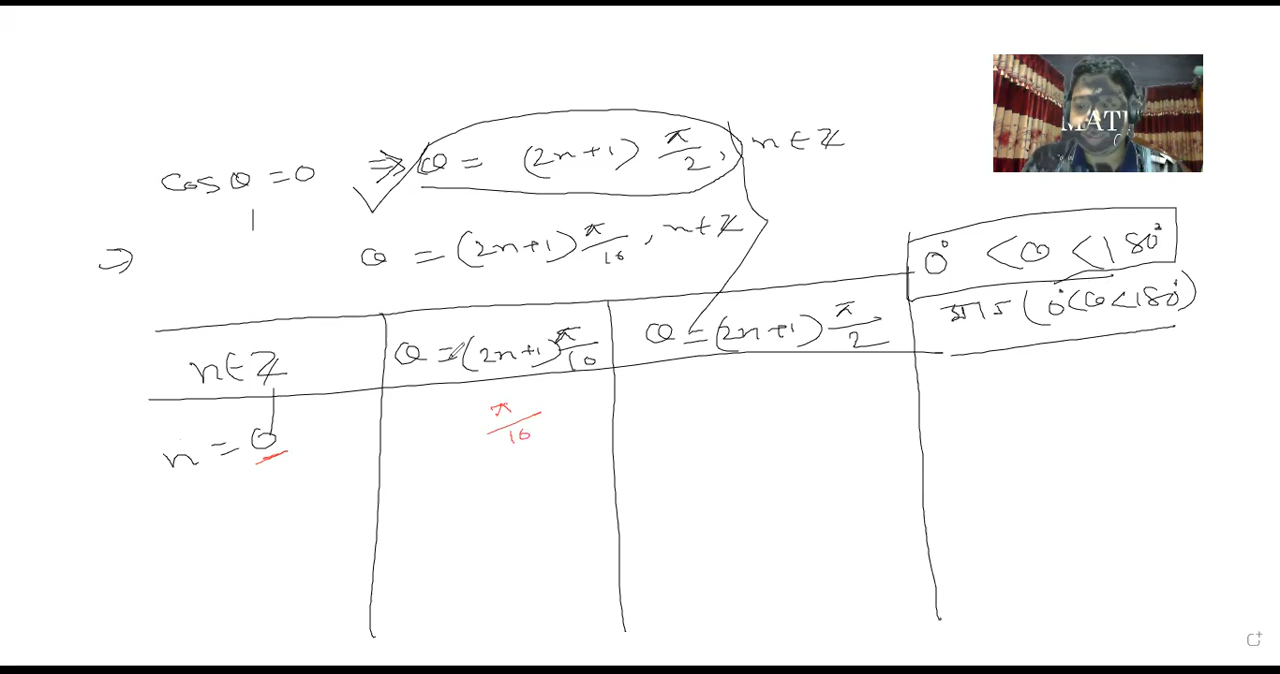 MATI
cos θ = 0 ⇒ θ = (2n+1) π/2, n ∈ ℤ
⇒ θ = (2n+1) π/10, n ∈ ℤ
0° < θ < 180°
n ∈ ℤ θ = (2n+1) π/10 θ = (2n+1) π/2 (0° < θ < 180°)
n = 0 π/10